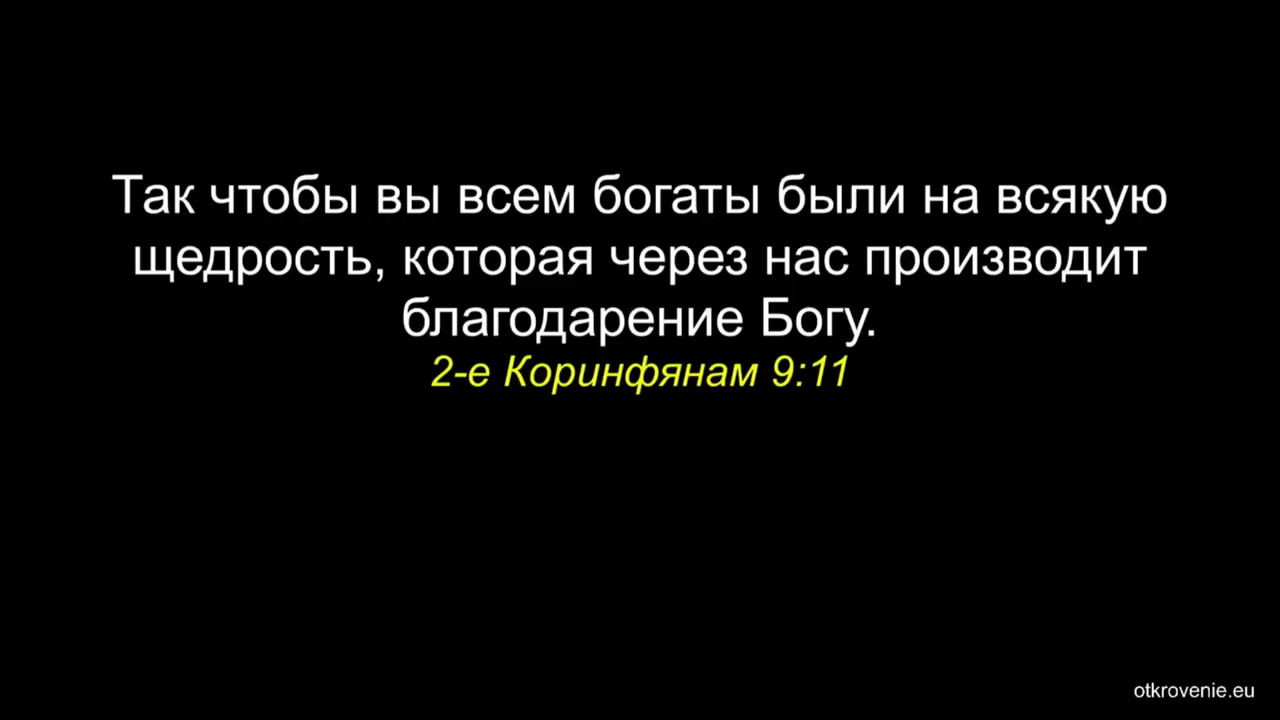 Так чтобы вы всем богаты были на всякую
щедрость, которая через нас производит
благодарение Богу.
2-е Коринфянам 9:11
otkrovenie.eu